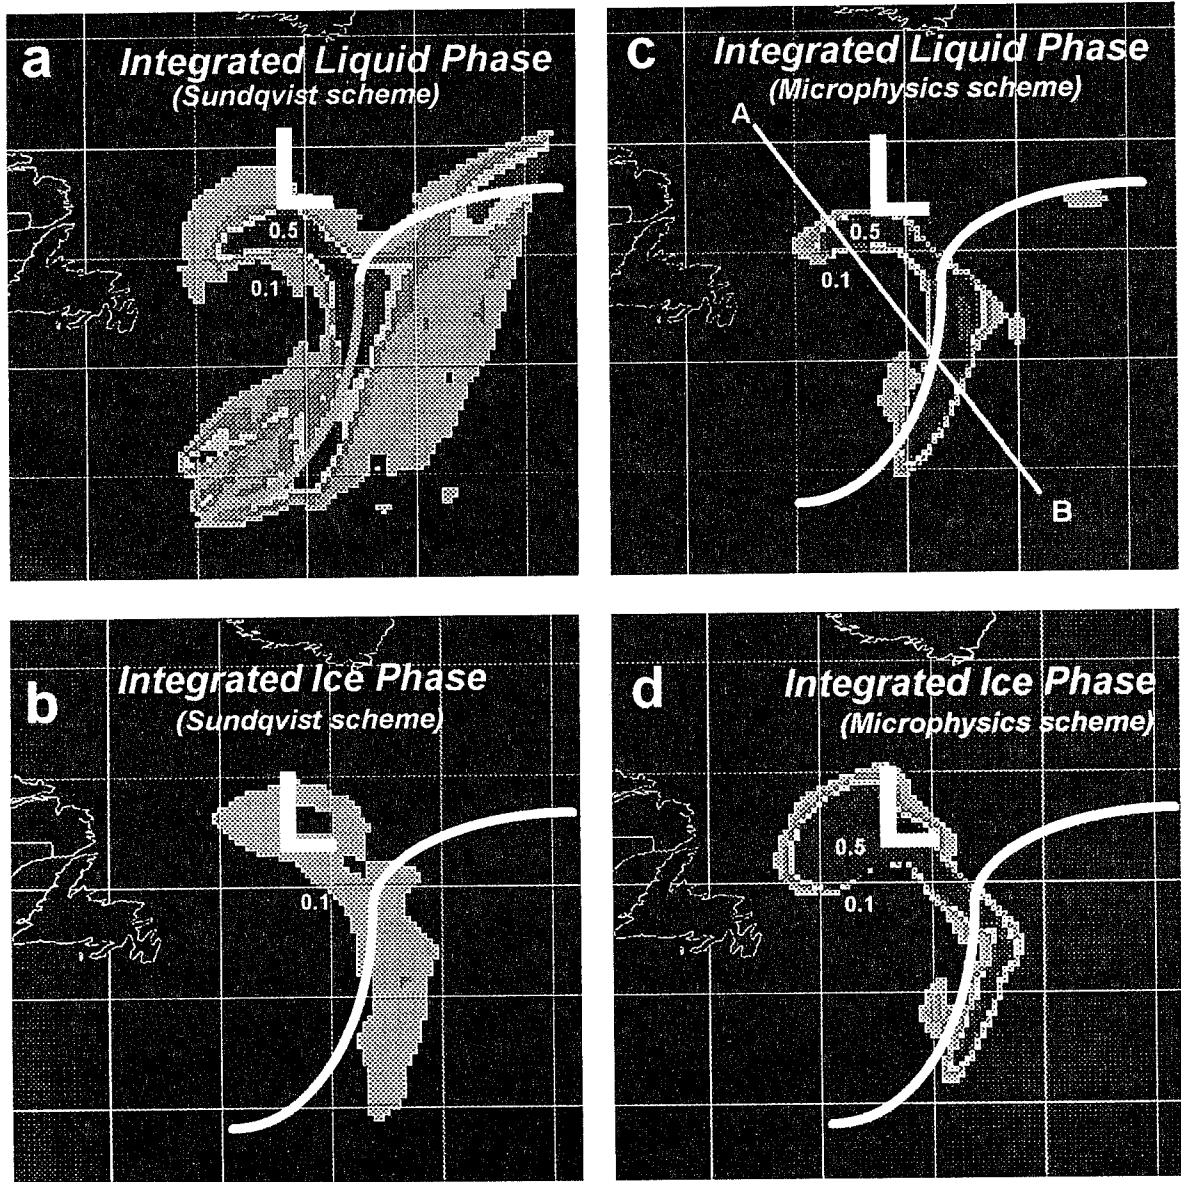 a
Integrated Liquid Phase
(Sundqvist scheme)
L
0.5
0.1
c
Integrated Liquid Phase
(Microphysics scheme)
A
L
0.5
0.1
B
b
Integrated Ice Phase
(Sundqvist scheme)
L
0.1
d
Integrated Ice Phase
(Microphysics scheme)
L
0.5
0.1